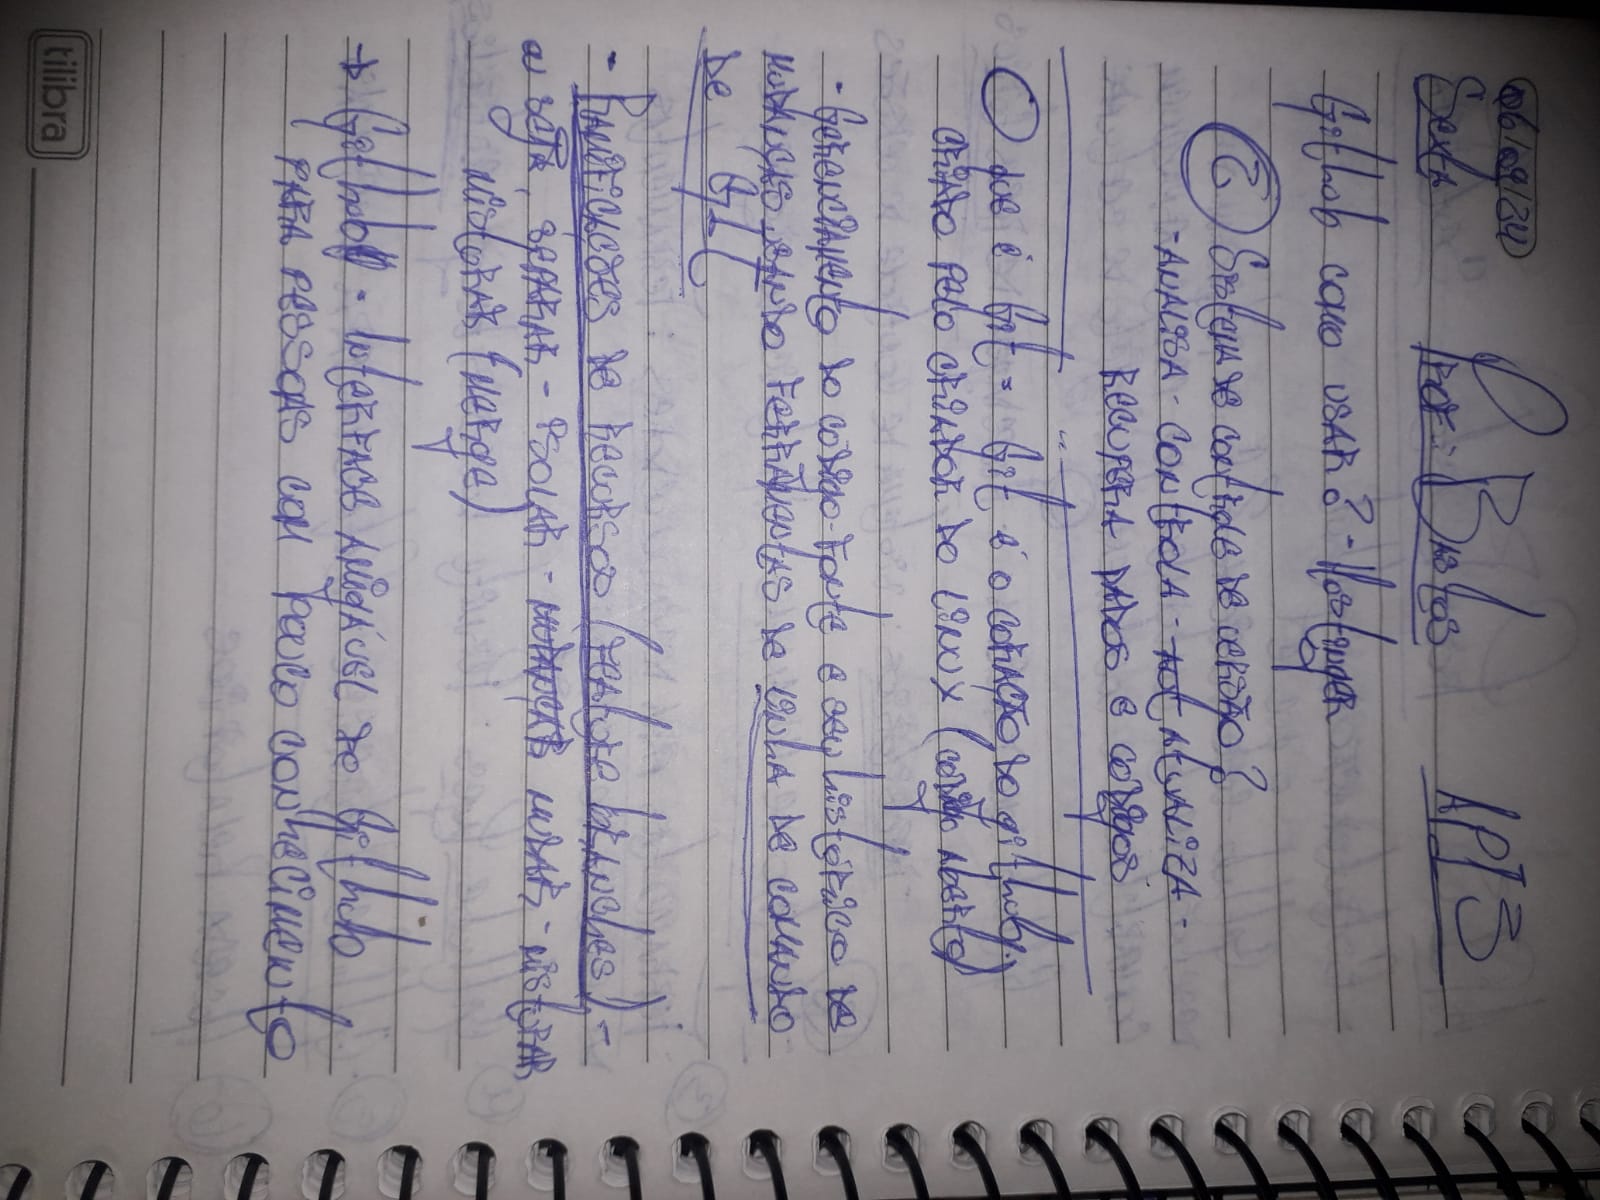 06/09/24
Sexta Prof.: Bastos API 3
Github como usar? - Hostinger
Sistema de controle de versão?
- Analisa - controla - atualiza -
recupera dados e códigos
O que é Git = Git é o coração do github,
criado pelo criador do Linux (código aberto)
- Gerenciamento do código-fonte e seu histórico de
mudanças usando ferramentas de linha de comando
de GIT
- Ramificações de recurso (feature branches) -
ou seja, separar - isolar - mudançar mudar - misturar
misturar (merge)
→ Github - Interface amigável do Github
para pessoas com pouco conhecimento
tilibra